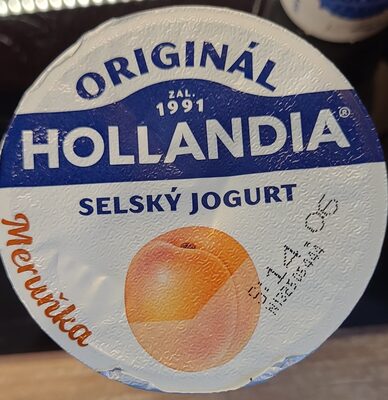 ORIGINÁL
ZAL.
1991
HOLLANDIA®
SELSKÝ JOGURT
Meruňka